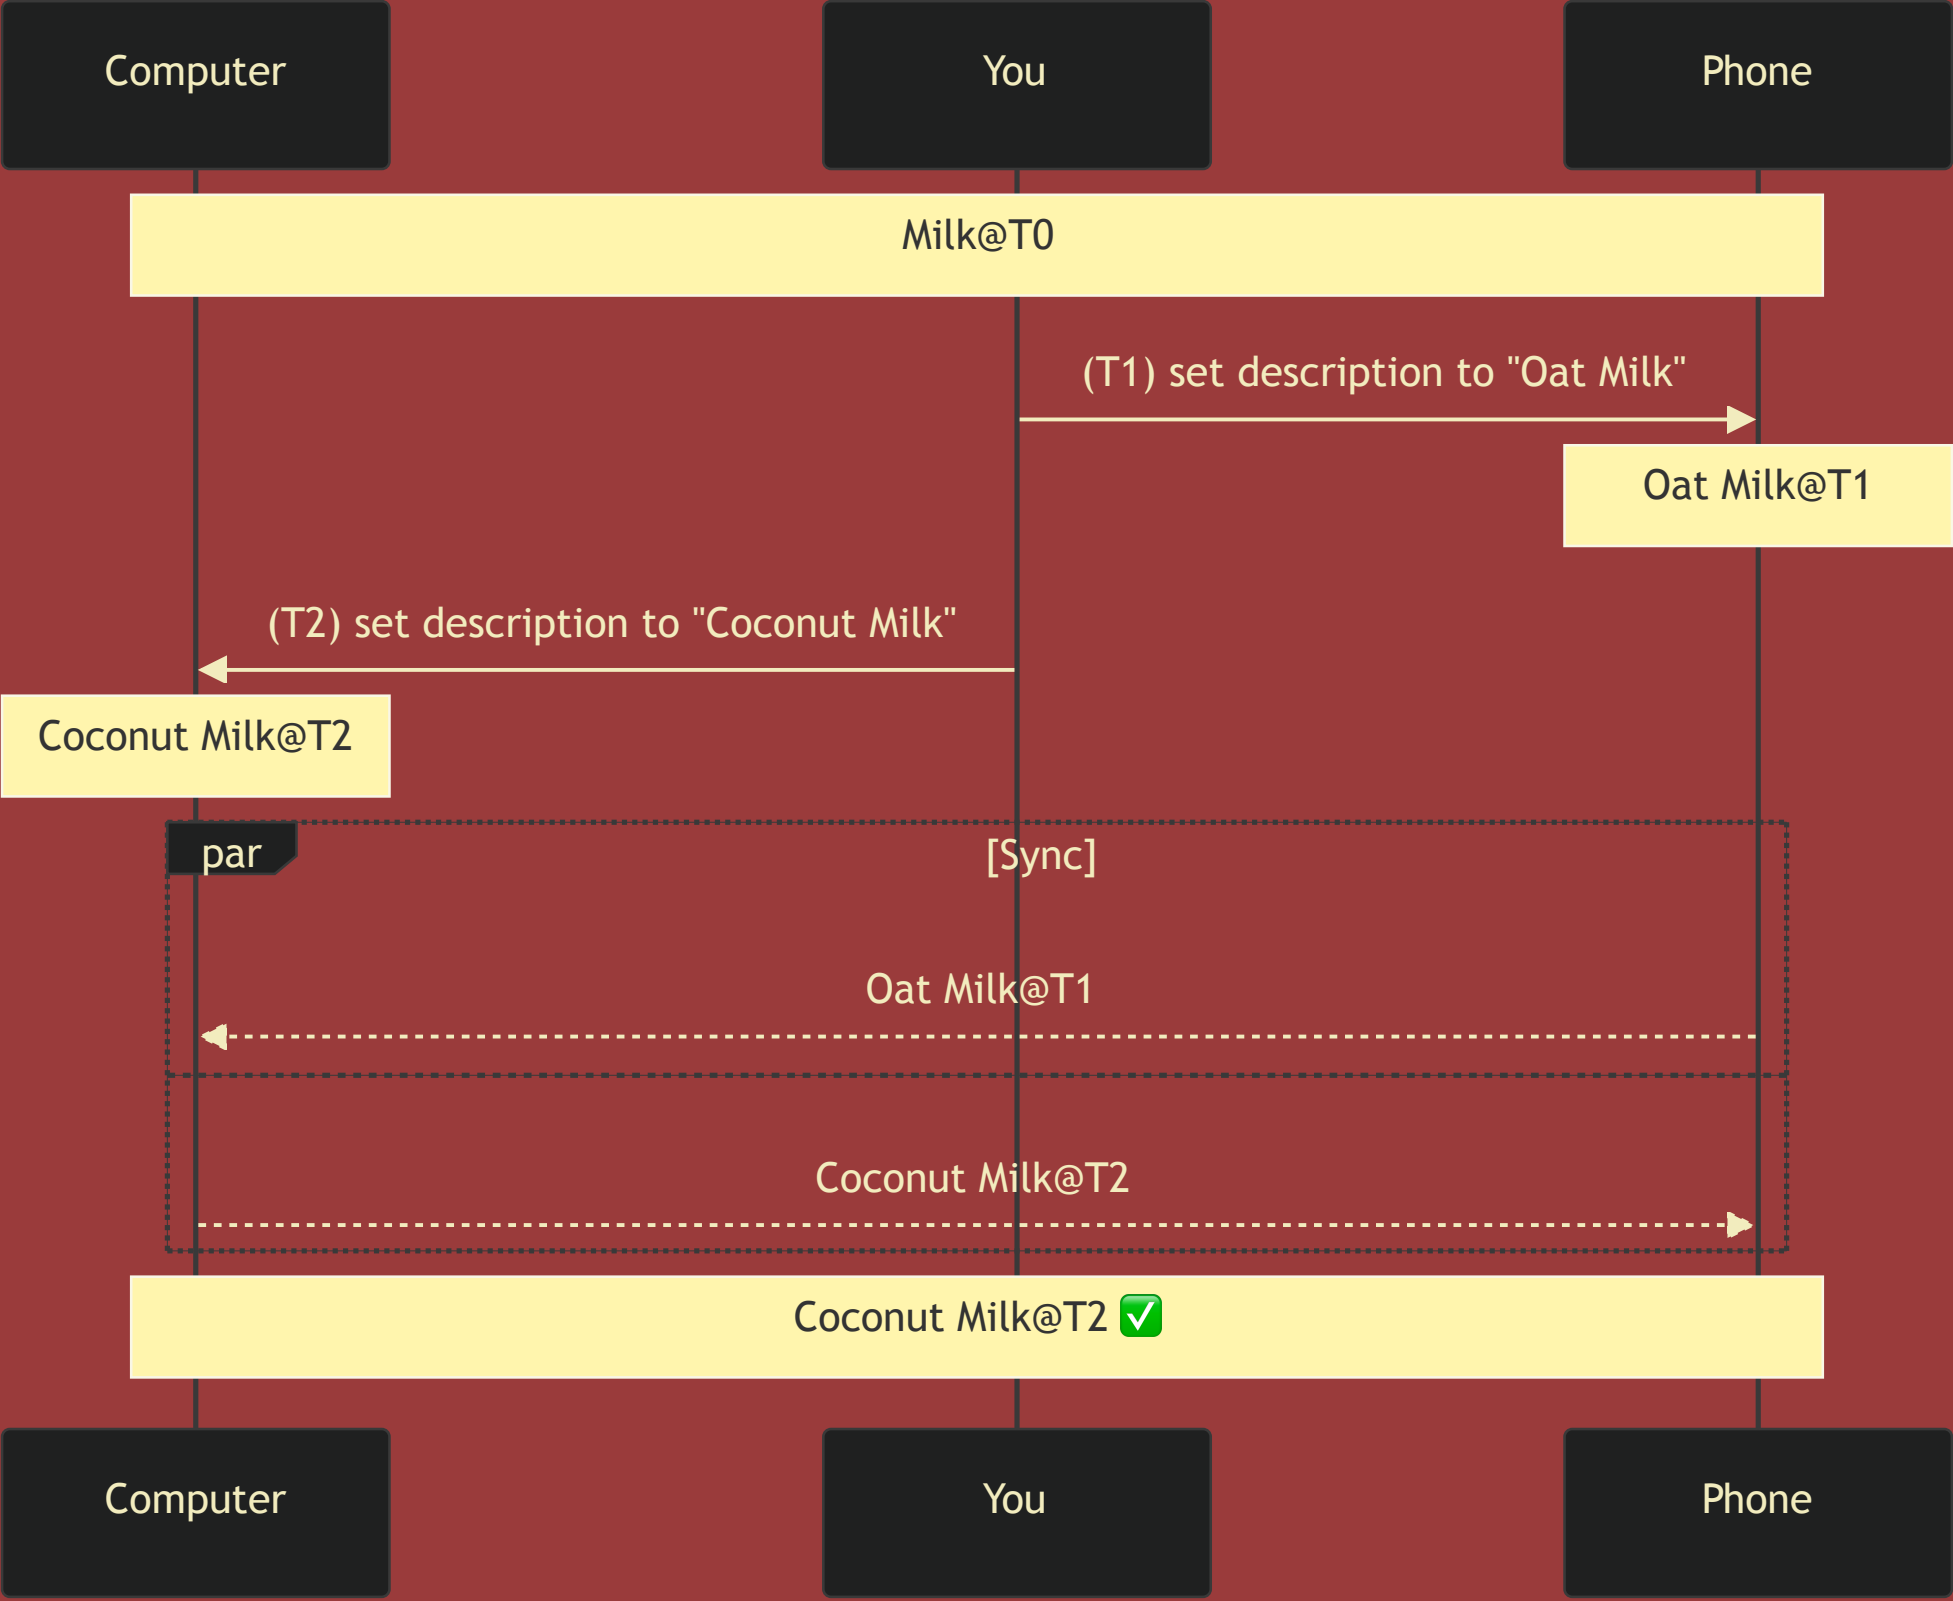 Computer
You
Phone
Milk@T0
(T1) set description to "Oat Milk"
Oat Milk@T1
(T2) set description to "Coconut Milk"
Coconut Milk@T2
par
[Sync]
Oat Milk@T1
Coconut Milk@T2
Coconut Milk@T2 ✅
Computer
You
Phone